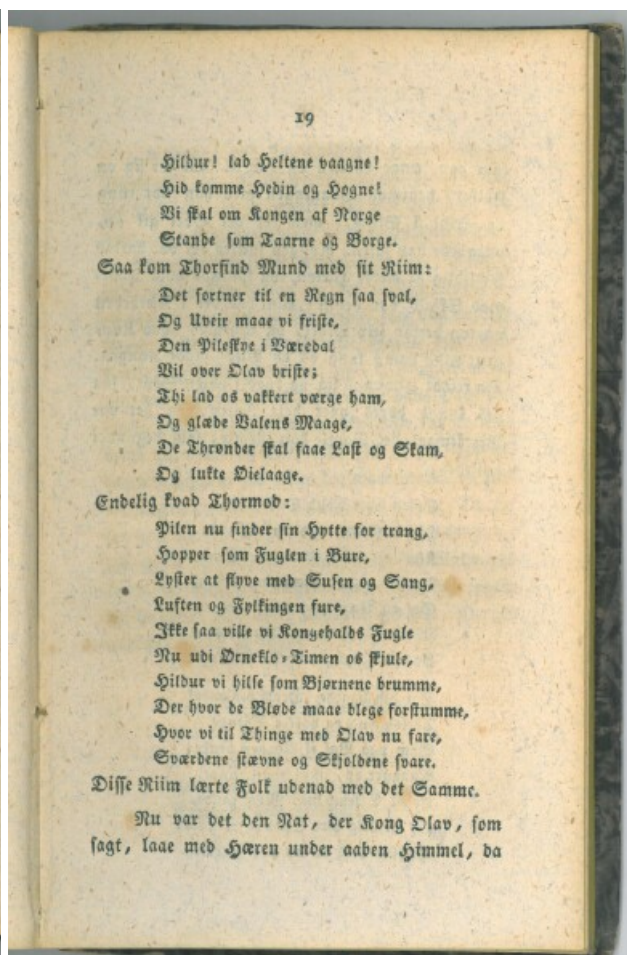 19
Hildur! lad Heltene vaagne!
Hid komme Hedin og Hogne!
Vi skal om Kongen af Norge
Stande som Taarne og Borge.
Saa kom Thorfind Mund med sit Riim:
Det sortner til en Regn saa sval,
Og Uveir maae vi friste,
Den Pileskye i Væredal
Vil over Olav briste;
Thi lad os vakkert værge ham,
Og glæde Valens Maage,
De Thrønder skal faae Last og Skam,
Og lukte Øielaage.
Endelig kvad Thormod:
Pilen nu finder sin Hytte for trang,
Hopper som Fuglen i Bure,
Lyster at flyve med Susen og Sang,
Luften og Fylkingen fure,
Ikke saa ville vi Kongehalds Fugle
Nu udi Ørneklo-Timen os skjule,
Hildur vi hilse som Bjørnene brumme,
Der hvor de Bløde maae blege forstumme,
Hvor vi til Thinge med Olav nu fare,
Sværdene stævne og Skjoldene svare.
Disse Riim lærte Folk udenad med det Samme.
Nu var det den Nat, der Kong Olav, som
sagt, laae med Hæren under aaben Himmel, da